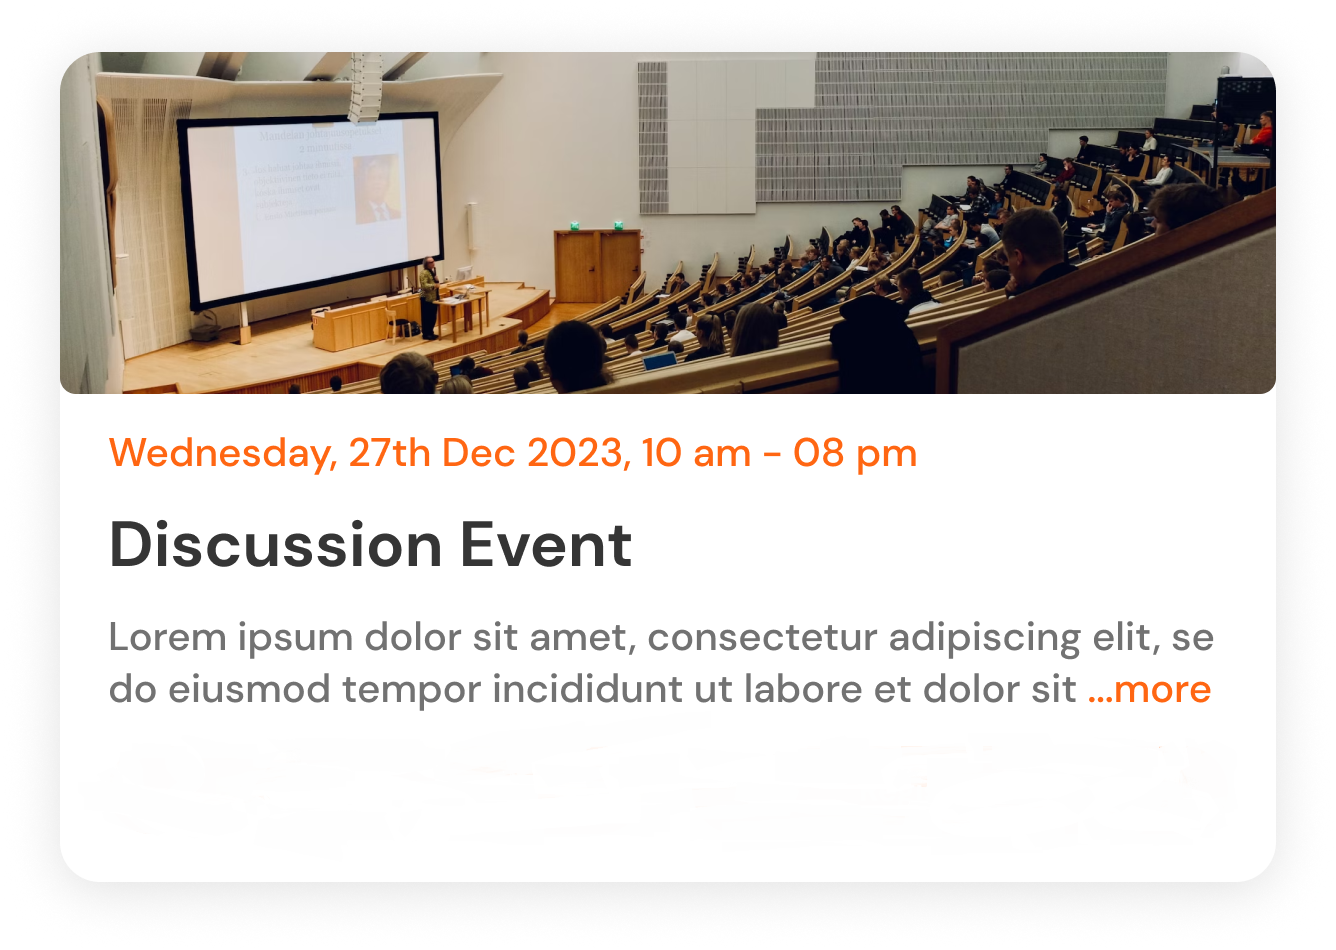 Wednesday, 27th Dec 2023, 10 am - 08 pm
Discussion Event
Lorem ipsum dolor sit amet, consectetur adipiscing elit, se
do eiusmod tempor incididunt ut labore et dolor sit ...more